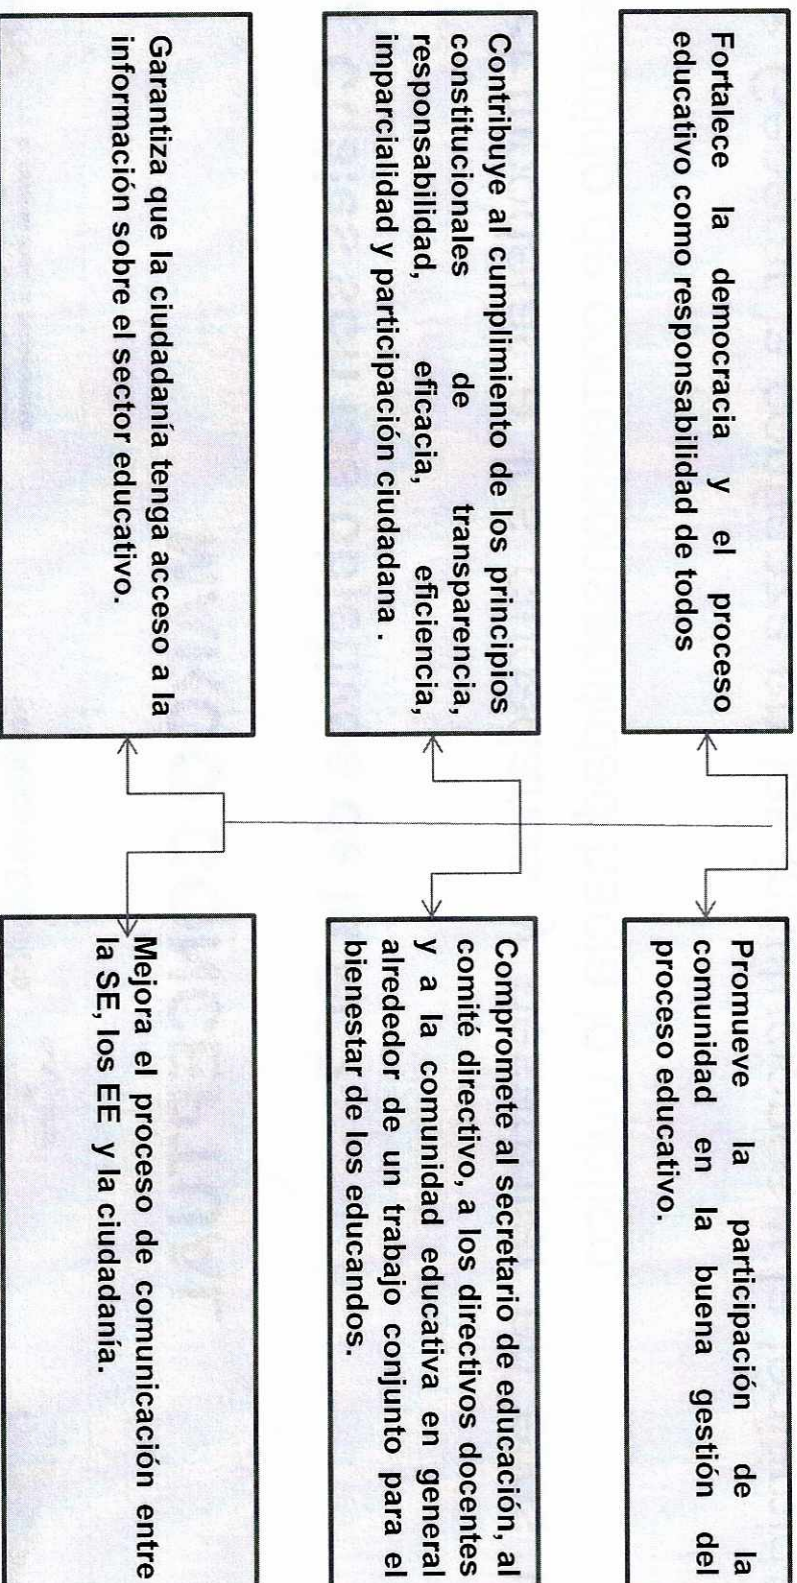 Fortalece la democracia y el proceso
educativo como responsabilidad de todos
Promueve la participación de la
comunidad en la buena gestión del
proceso educativo.
Contribuye al cumplimiento de los principios
constitucionales de transparencia,
responsabilidad, eficacia, eficiencia,
imparcialidad y participación ciudadana .
Compromete al secretario de educación, al
comité directivo, a los directivos docentes
y a la comunidad educativa en general
alrededor de un trabajo conjunto para el
bienestar de los educandos.
Garantiza que la ciudadanía tenga acceso a la
información sobre el sector educativo.
Mejora el proceso de comunicación entre
la SE, los EE y la ciudadanía.